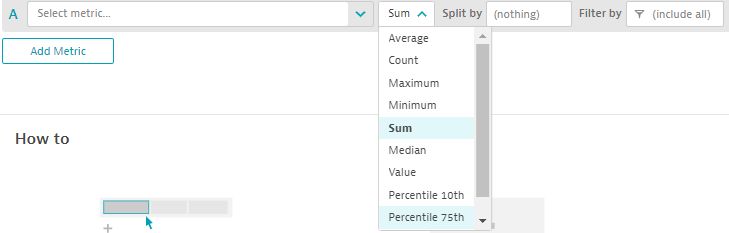 A Select metric... Sum Split by (nothing) Filter by (include all)
Add Metric
Average
Count
Maximum
Minimum
Sum
Median
Value
Percentile 10th
Percentile 75th
How to